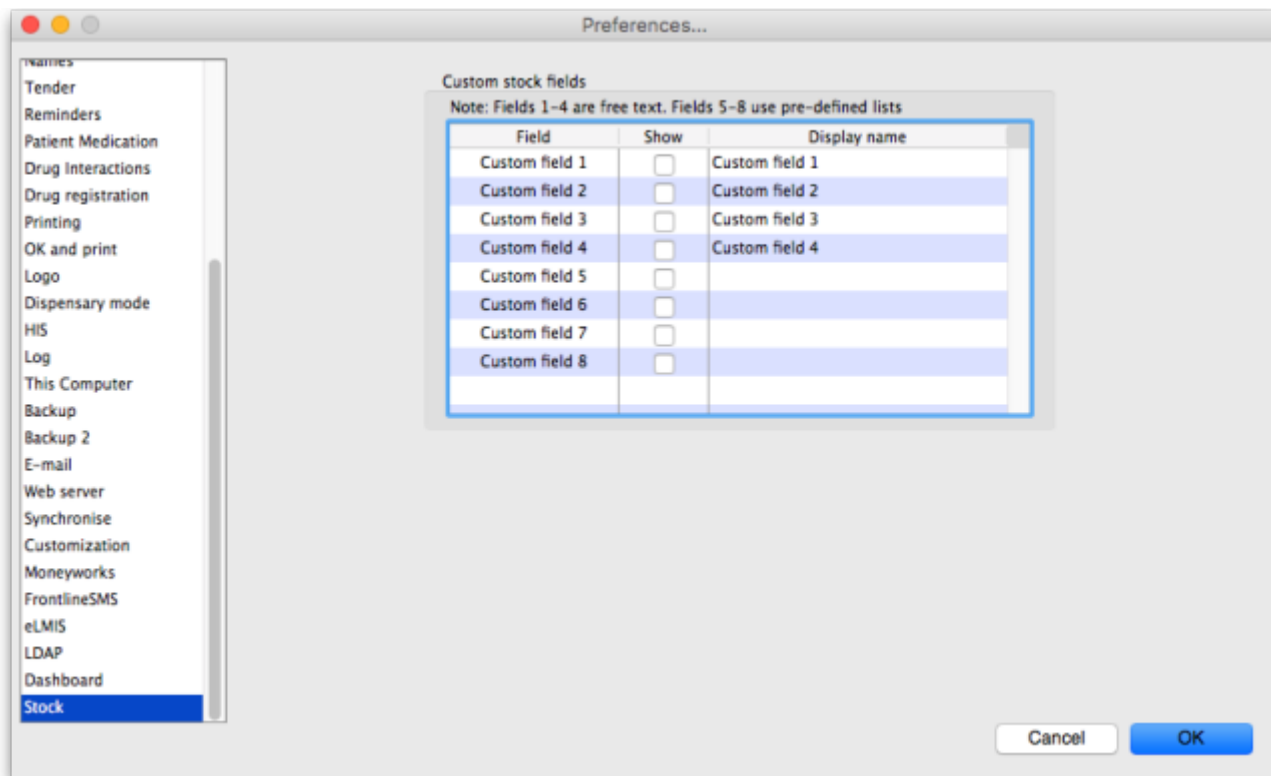 Preferences...
Names
Tender
Reminders
Patient Medication
Drug Interactions
Drug registration
Printing
OK and print
Logo
Dispensary mode
HIS
Log
This Computer
Backup
Backup 2
E-mail
Web server
Synchronise
Customization
Moneyworks
FrontlineSMS
eLMIS
LDAP
Dashboard
Stock
Custom stock fields
Note: Fields 1-4 are free text. Fields 5-8 use pre-defined lists
Field Show Display name
Custom field 1 Custom field 1
Custom field 2 Custom field 2
Custom field 3 Custom field 3
Custom field 4 Custom field 4
Custom field 5
Custom field 6
Custom field 7
Custom field 8
Cancel OK